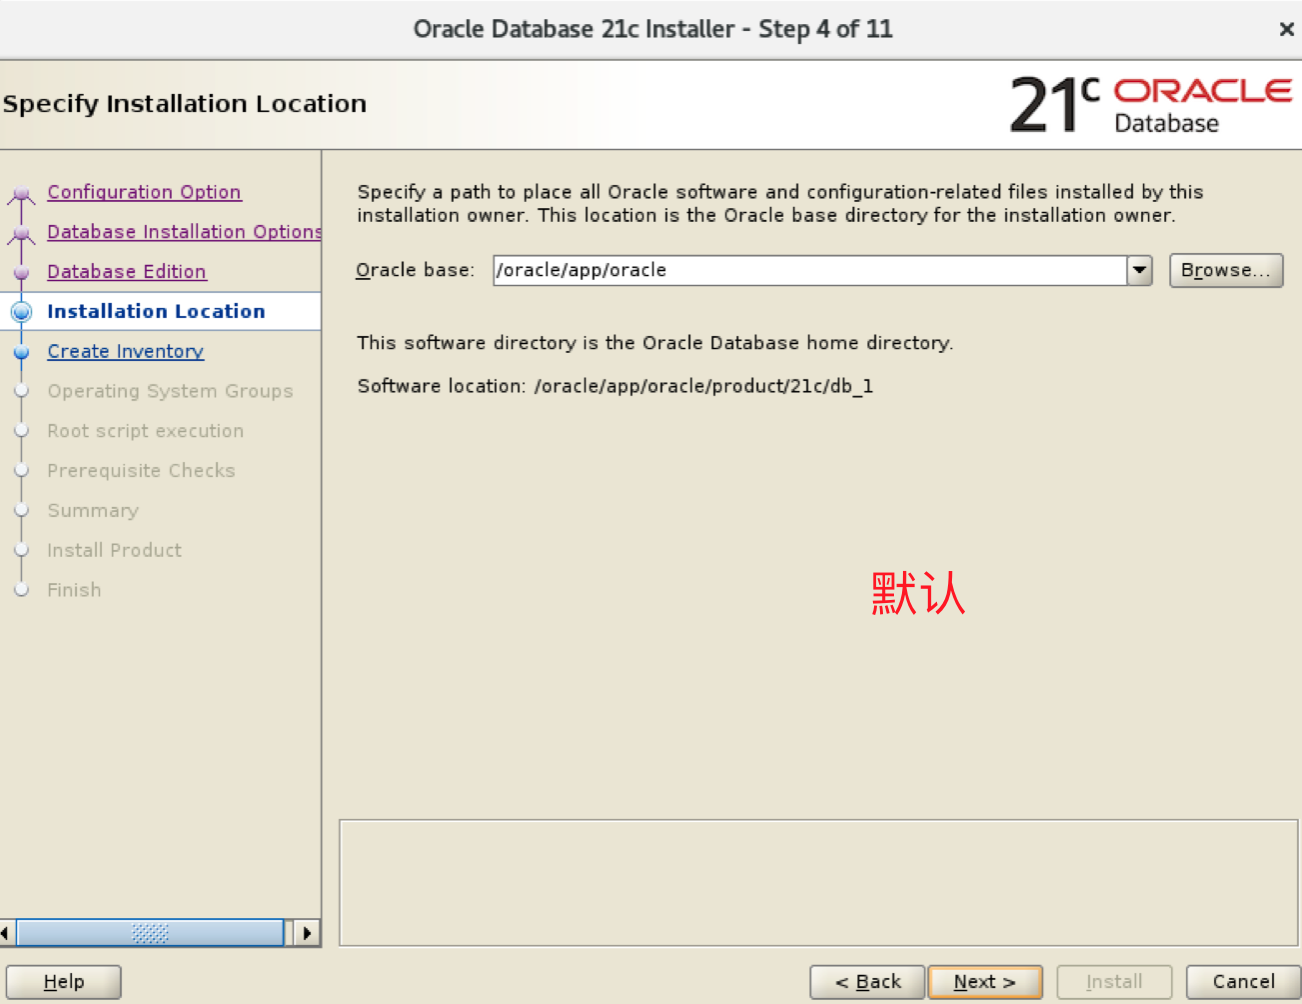 Oracle Database 21c Installer - Step 4 of 11
×
Specify Installation Location
21c ORACLE
Database
Configuration Option
Database Installation Options
Database Edition
Installation Location
Create Inventory
Operating System Groups
Root script execution
Prerequisite Checks
Summary
Install Product
Finish
Specify a path to place all Oracle software and configuration-related files installed by this
installation owner. This location is the Oracle base directory for the installation owner.
Oracle base: /oracle/app/oracle Browse...
This software directory is the Oracle Database home directory.
Software location: /oracle/app/oracle/product/21c/db_1
默认
Help < Back Next > Install Cancel